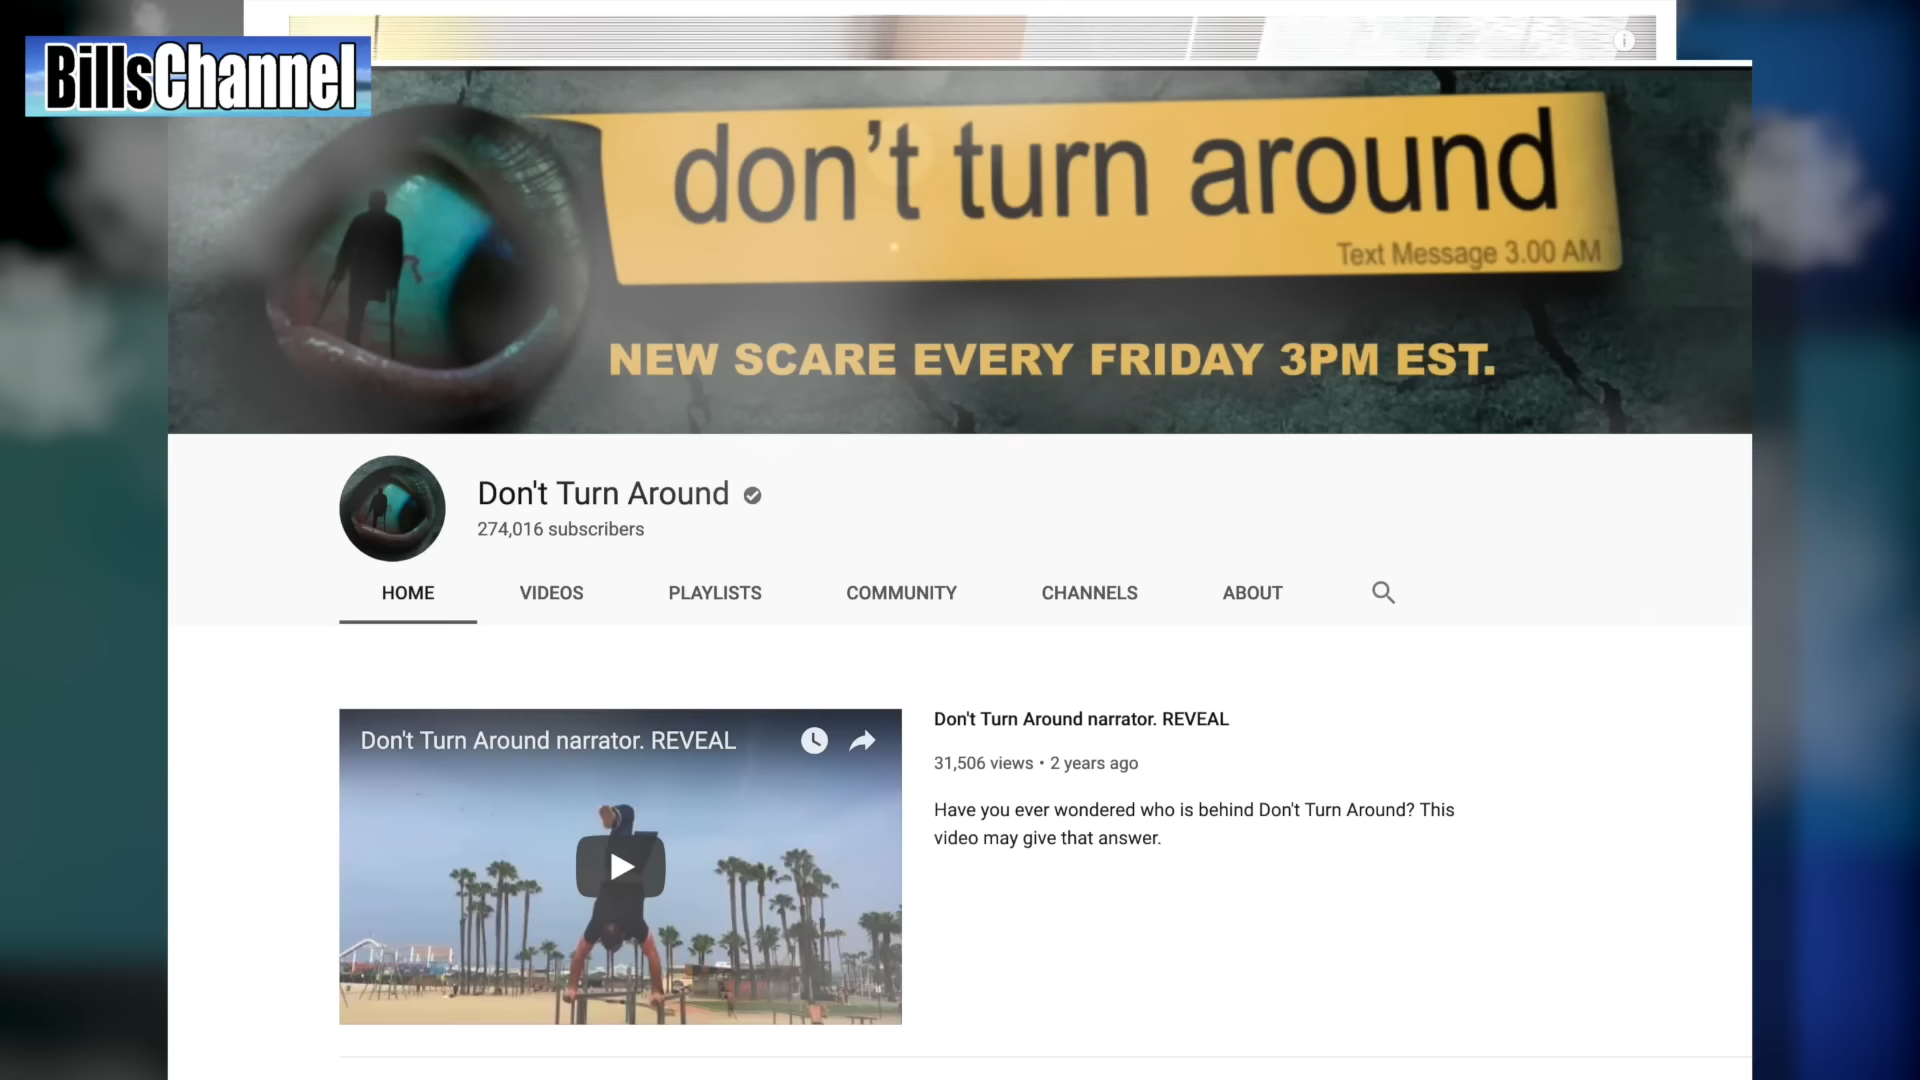 BillsChannel
don't turn around
Text Message 3.00 AM
NEW SCARE EVERY FRIDAY 3PM EST.
Don't Turn Around
274,016 subscribers
HOME VIDEOS PLAYLISTS COMMUNITY CHANNELS ABOUT
Don't Turn Around narrator. REVEAL
Don't Turn Around narrator. REVEAL
31,506 views • 2 years ago
Have you ever wondered who is behind Don't Turn Around? This
video may give that answer.